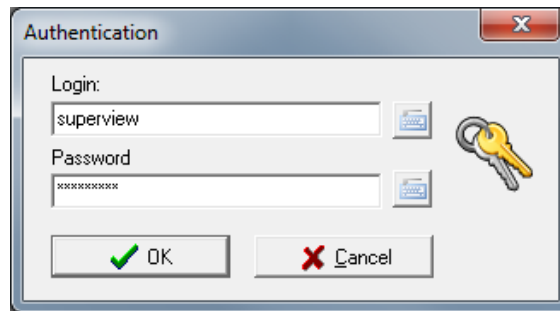 Authentication
Login:
superview
Password
*********
OK
Cancel